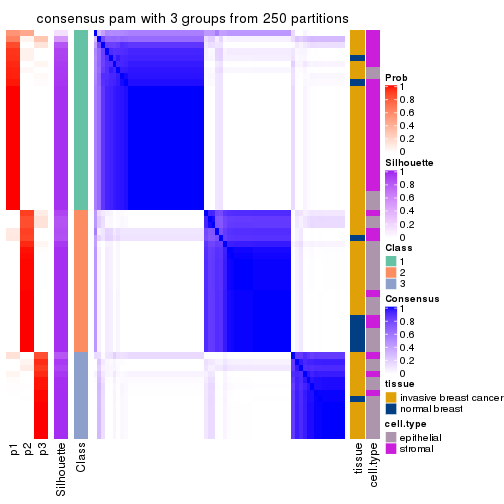 consensus pam with 3 groups from 250 partitions
Prob
1
0.8
0.6
0.4
0.2
0
Silhouette
1
0.8
0.6
0.4
0.2
0
Class
1
2
3
Consensus
1
0.8
0.6
0.4
0.2
0
tissue
invasive breast cancer
normal breast
cell.type
epithelial
stromal
p1
p2
p3
Silhouette
Class
tissue
cell.type